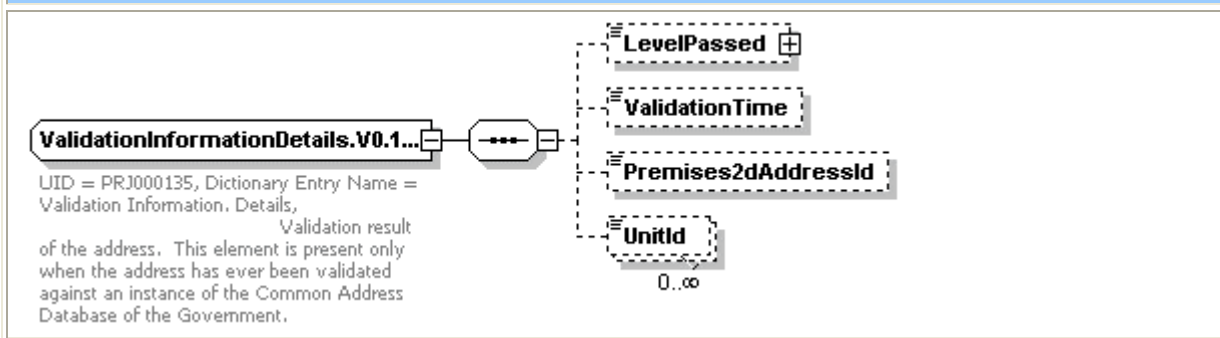 LevelPassed
ValidationTime
ValidationInformationDetails.V0.1...
Premises2dAddressId
UID = PRJ000135, Dictionary Entry Name =
Validation Information. Details,
Validation result
of the address. This element is present only
when the address has ever been validated
against an instance of the Common Address
Database of the Government.
UnitId
0..∞